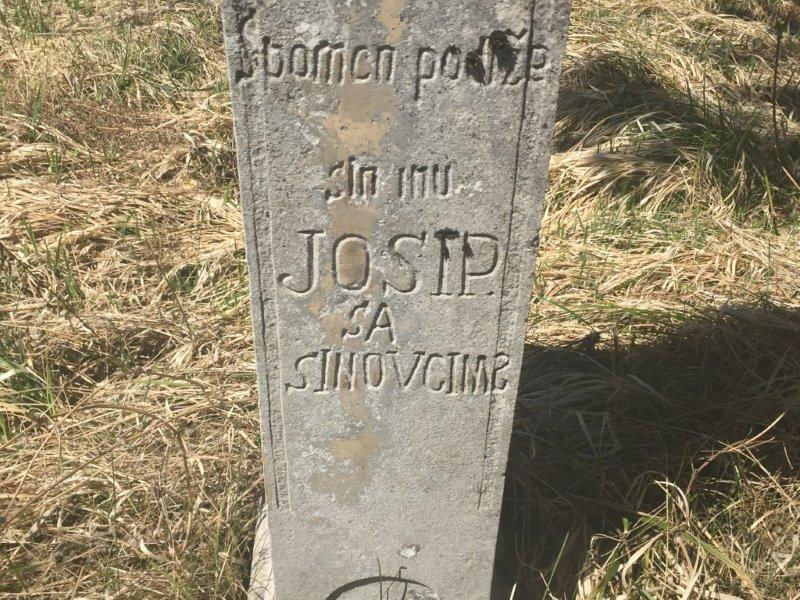 Spomen podiže
sin mu
JOSIP.
SA
SINOVCIMA